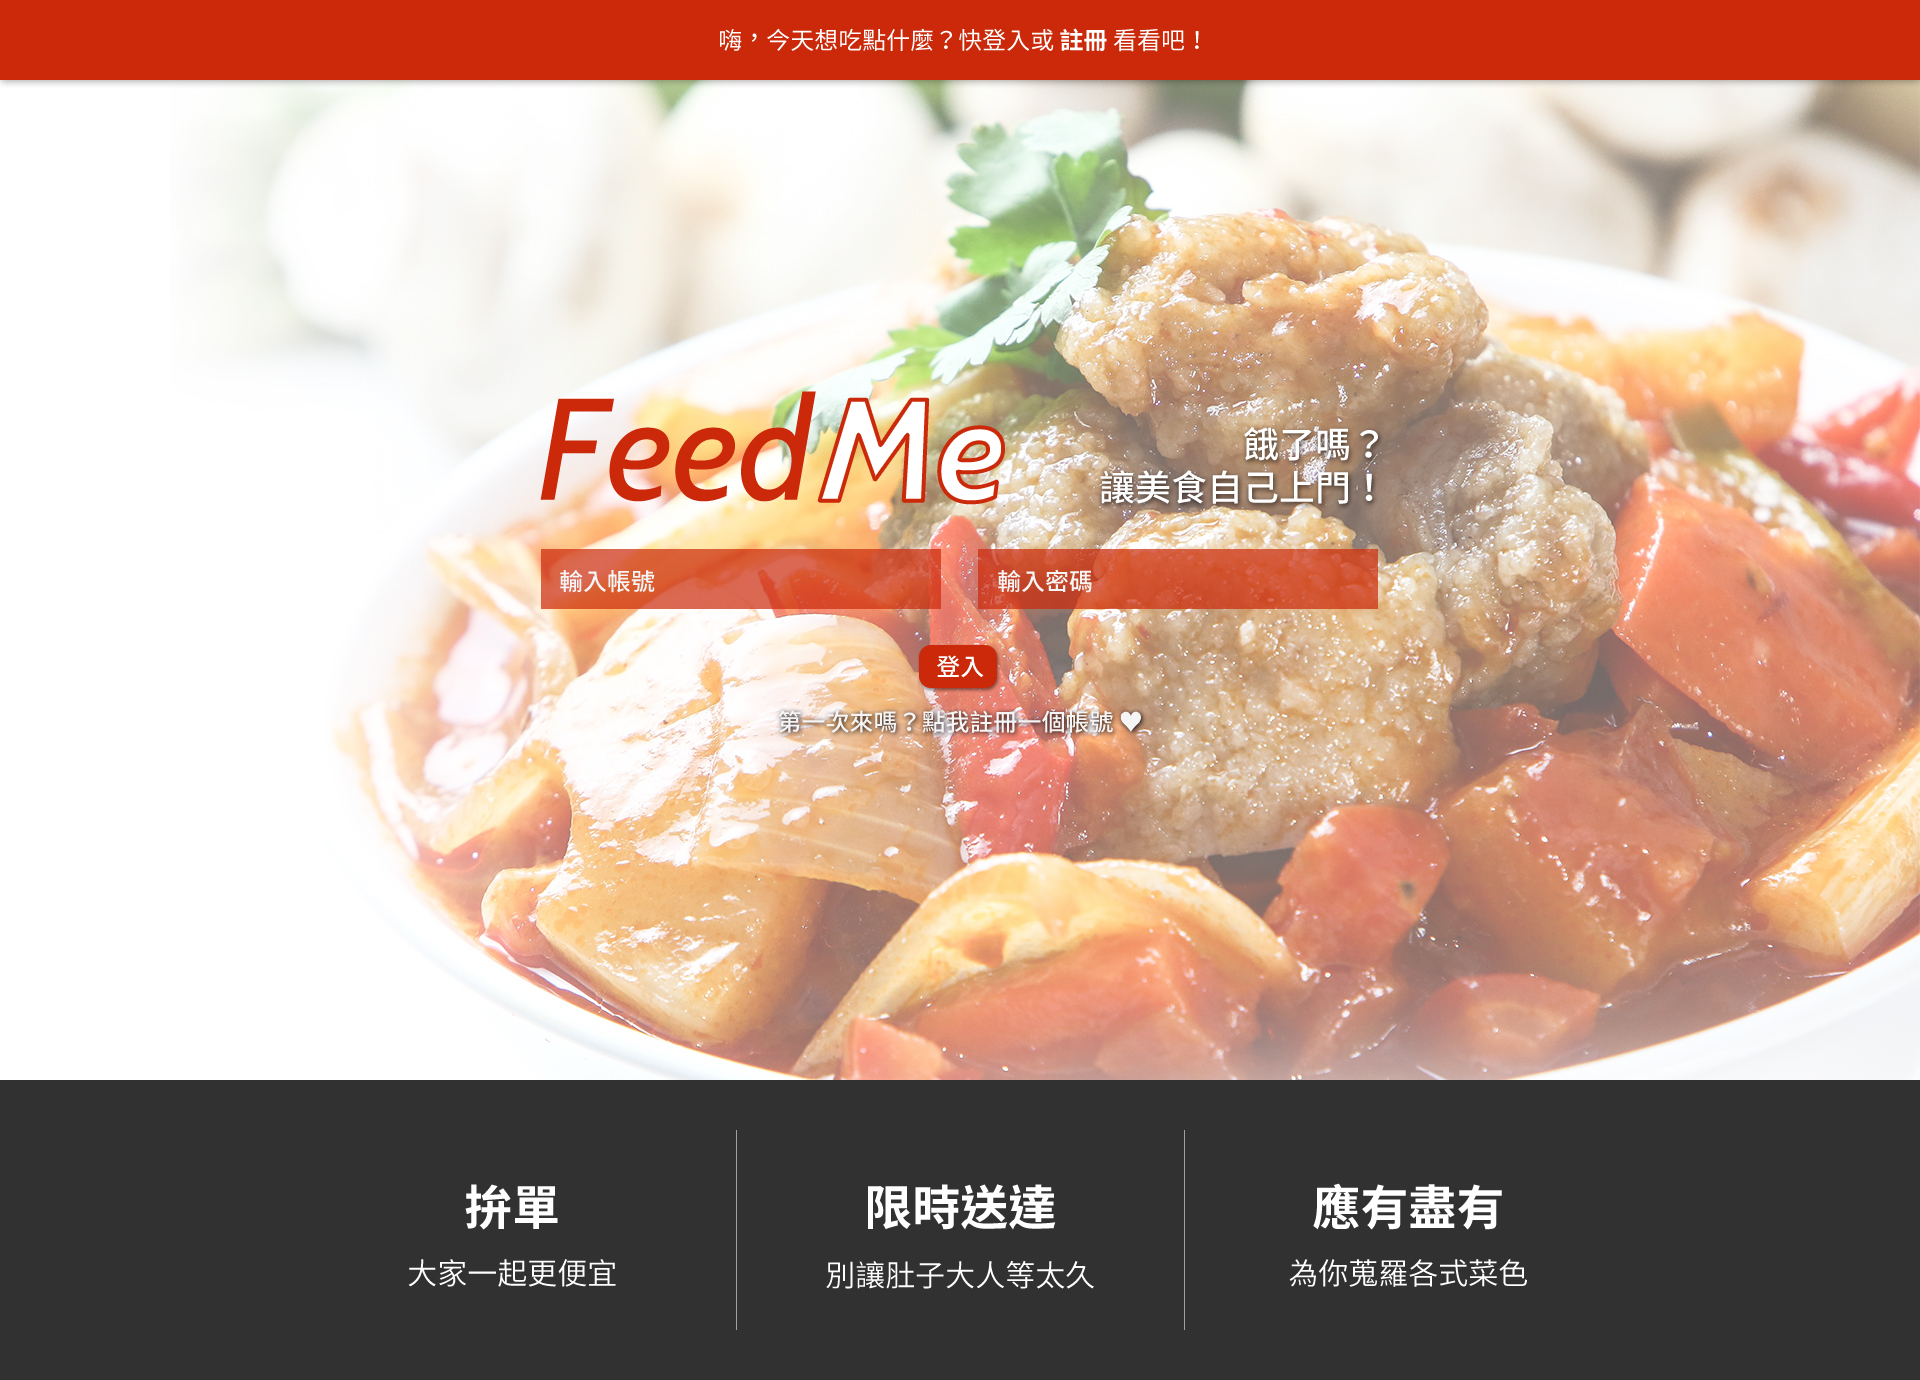 嗨，今天想吃點什麼？快登入或 註冊 看看吧！
FeedMe
餓了嗎？
讓美食自己上門！
輸入帳號
輸入密碼
登入
第一次來嗎？點我註冊一個帳號 ♥
拚單
大家一起更便宜
限時送達
別讓肚子大人等太久
應有盡有
為你蒐羅各式菜色